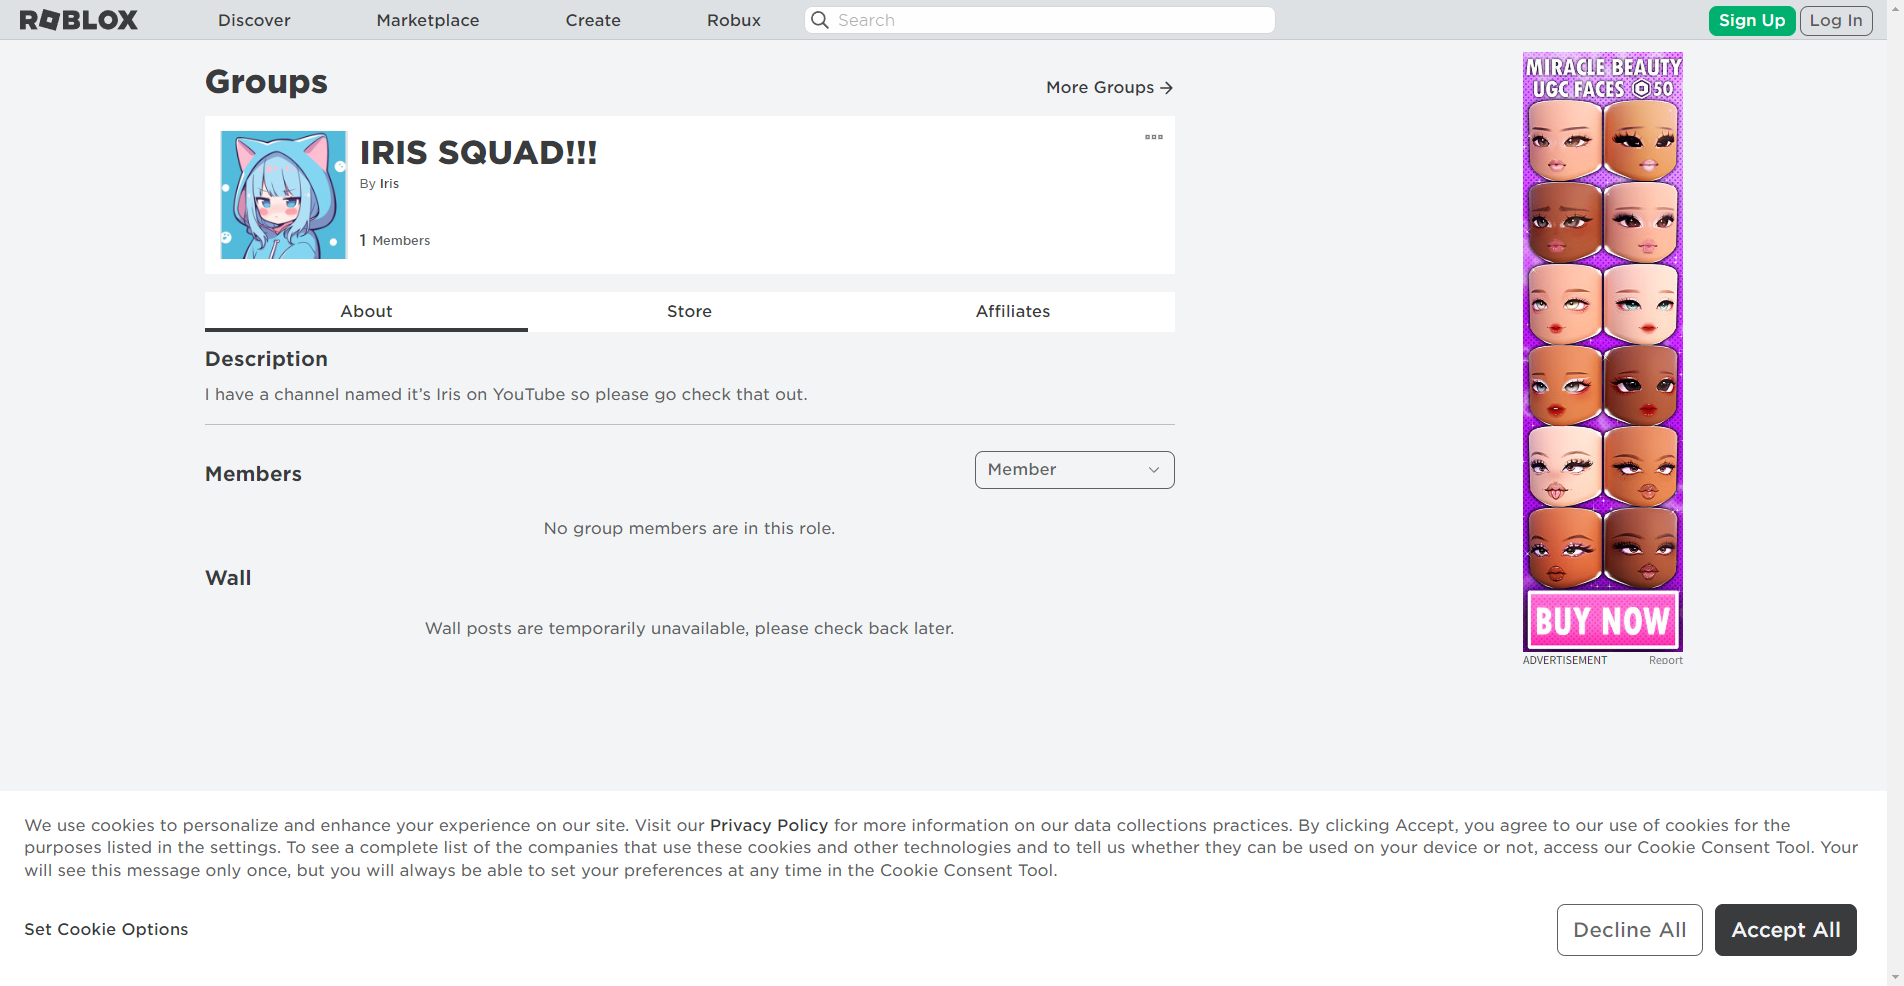 ROBLOX
Discover
Marketplace
Create
Robux
Search
Sign Up
Log In
Groups
More Groups
IRIS SQUAD!!!
By Iris
1 Members
About
Store
Affiliates
Description
I have a channel named it’s Iris on YouTube so please go check that out.
Members
Member
No group members are in this role.
Wall
Wall posts are temporarily unavailable, please check back later.
MIRACLE BEAUTY
UGC FACES 50
BUY NOW
ADVERTISEMENT
Report
We use cookies to personalize and enhance your experience on our site. Visit our Privacy Policy for more information on our data collections practices. By clicking Accept, you agree to our use of cookies for the
purposes listed in the settings. To see a complete list of the companies that use these cookies and other technologies and to tell us whether they can be used on your device or not, access our Cookie Consent Tool. Your
will see this message only once, but you will always be able to set your preferences at any time in the Cookie Consent Tool.
Set Cookie Options
Decline All
Accept All